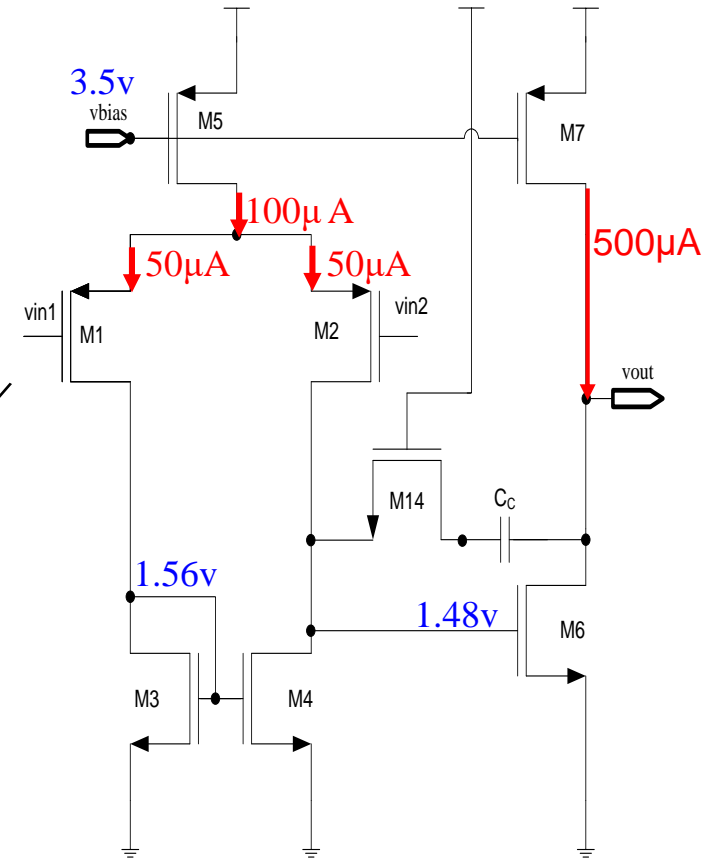 3.5v
vbias
M5
M7
100μ A
50μA
50μA
500μA
vin1
M1
M2
vin2
vout
M14
CC
1.56v
1.48v
M6
M3
M4